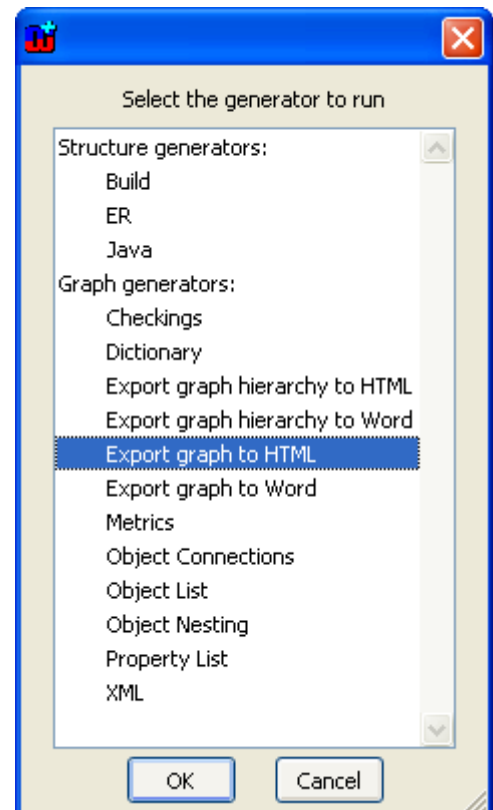 Select the generator to run
Structure generators:
Build
ER
Java
Graph generators:
Checkings
Dictionary
Export graph hierarchy to HTML
Export graph hierarchy to Word
Export graph to HTML
Export graph to Word
Metrics
Object Connections
Object List
Object Nesting
Property List
XML
OK Cancel